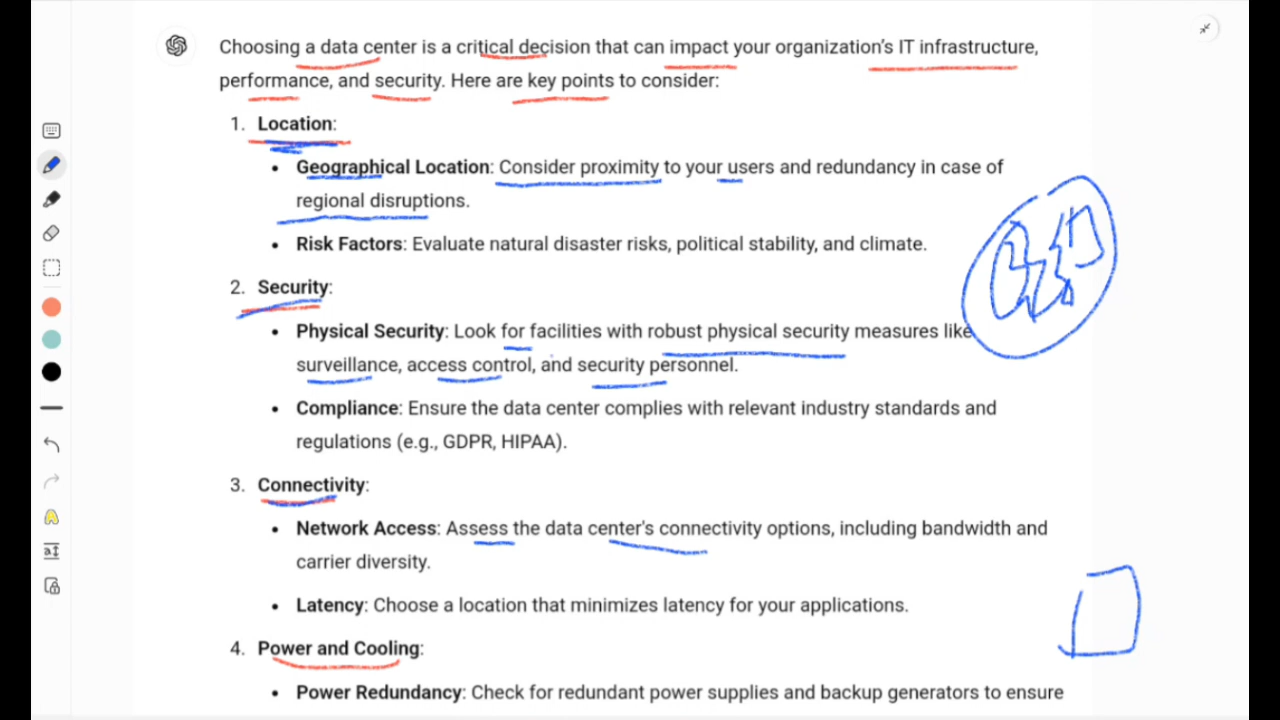 Choosing a data center is a critical decision that can impact your organization's IT infrastructure,
performance, and security. Here are key points to consider:
1. Location:
• Geographical Location: Consider proximity to your users and redundancy in case of
regional disruptions.
• Risk Factors: Evaluate natural disaster risks, political stability, and climate.
2. Security:
• Physical Security: Look for facilities with robust physical security measures like
surveillance, access control, and security personnel.
• Compliance: Ensure the data center complies with relevant industry standards and
regulations (e.g., GDPR, HIPAA).
3. Connectivity:
• Network Access: Assess the data center's connectivity options, including bandwidth and
carrier diversity.
• Latency: Choose a location that minimizes latency for your applications.
4. Power and Cooling:
• Power Redundancy: Check for redundant power supplies and backup generators to ensure